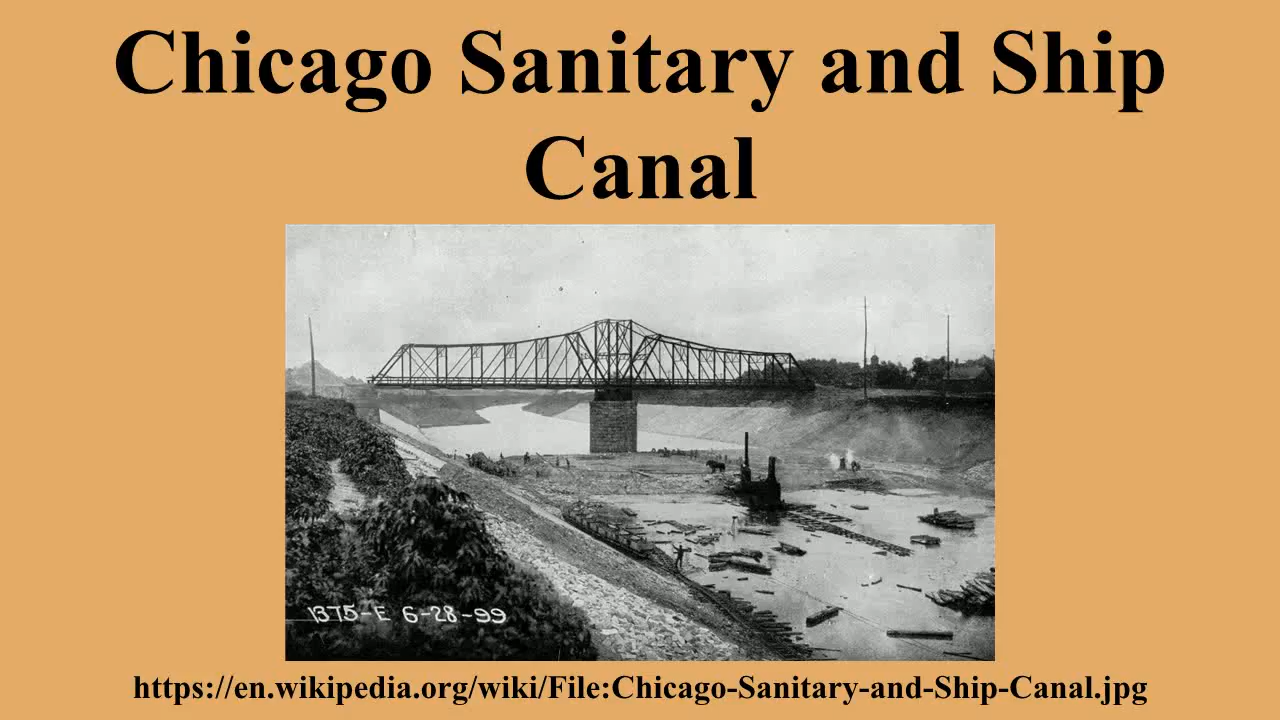 Chicago Sanitary and Ship
Canal
1375-E 6-28-99
https://en.wikipedia.org/wiki/File:Chicago-Sanitary-and-Ship-Canal.jpg